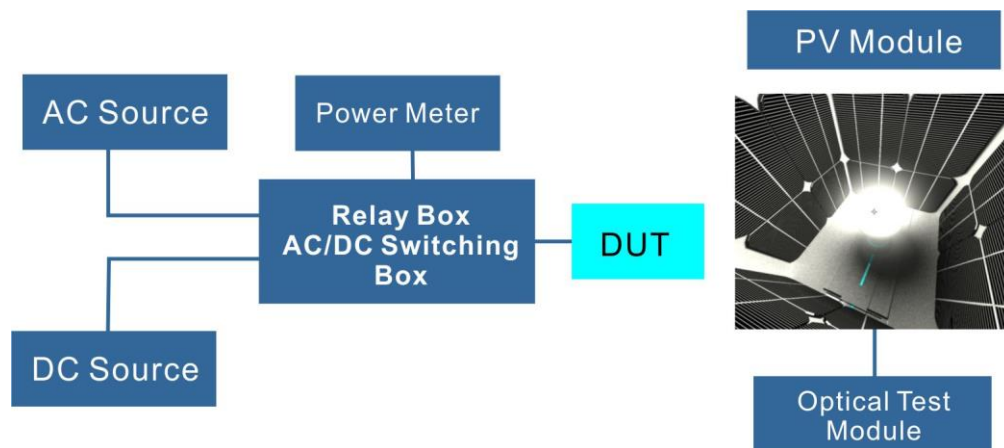 PV Module
AC Source
Power Meter
Relay Box
AC/DC Switching
Box
DUT
DC Source
Optical Test
Module